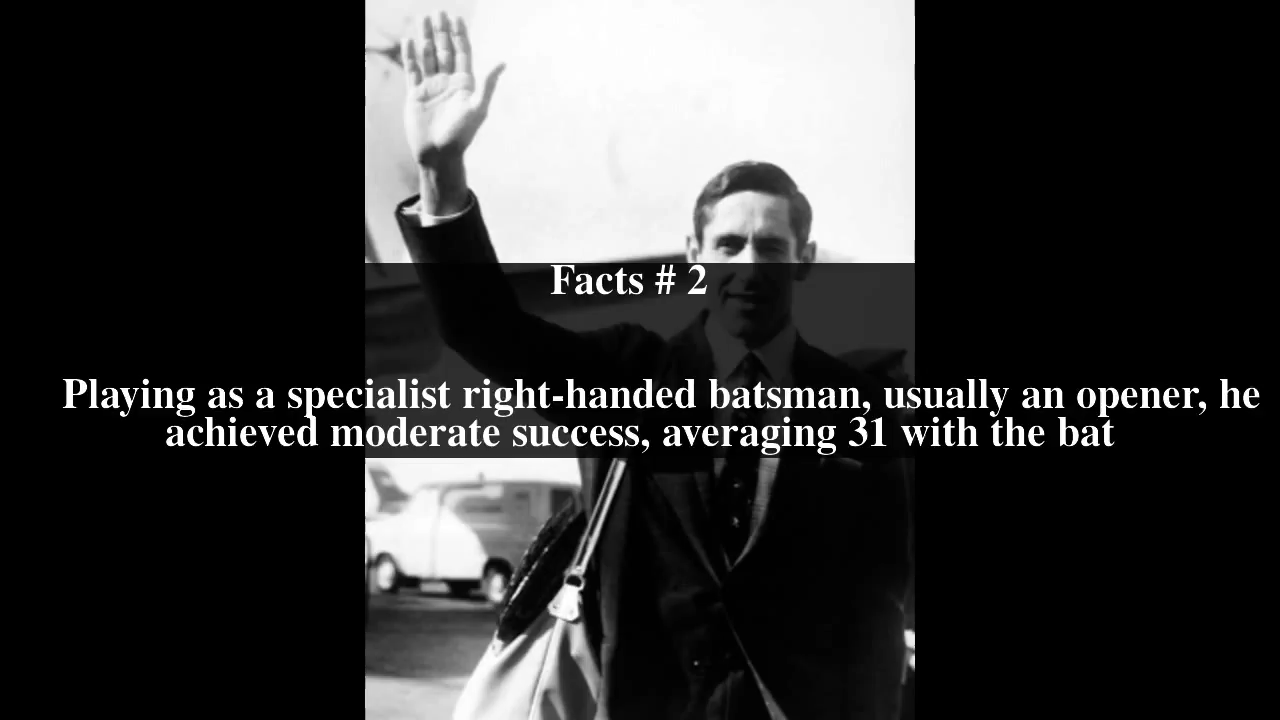 Facts # 2
Playing as a specialist right-handed batsman, usually an opener, he
achieved moderate success, averaging 31 with the bat